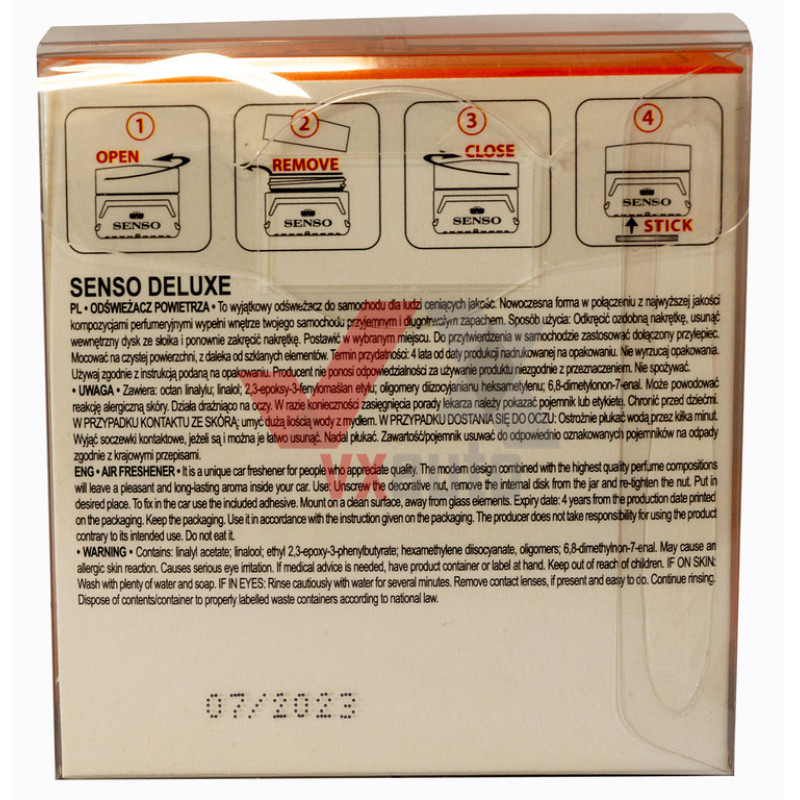 1
OPEN
SENSO
2
REMOVE
SENSO
3
CLOSE
SENSO
4
SENSO
STICK
SENSO DELUXE
PL • ODŚWIEŻACZ POWIETRZA • To wyjątkowy odświeżacz do samochodu dla ludzi ceniących jakość. Nowoczesna forma w połączeniu z najwyższej jakości
kompozycjami perfumeryjnymi wypełni wnętrze twojego samochodu przyjemnym i długotrwałym zapachem. Sposób użycia: Odkręcić ozdobną nakrętkę, usunąć
wewnętrzny dysk ze słoika i ponownie zakręcić nakrętkę. Postawić w wybranym miejscu. Do przytwierdzenia w samochodzie zastosować dołączony przylepiec.
Mocować na czystej powierzchni, z daleka od szklanych elementów. Termin przydatności: 4 lata od daty produkcji nadrukowanej na opakowaniu. Nie wyrzucaj opakowania.
Używaj zgodnie z instrukcją podaną na opakowaniu. Producent nie ponosi odpowiedzialności za używanie produktu niezgodnie z przeznaczeniem. Nie spożywać.
• UWAGA • Zawiera: octan linalylu; linalol; 2,3-epoksy-3-fenylomaślan etylu; oligomery diizocyjanianu heksametylenu; 6,8-dimetylonon-7-enal. Może powodować
reakcję alergiczną skóry. Działa drażniąco na oczy. W razie konieczności zasięgnięcia porady lekarza należy pokazać pojemnik lub etykietę. Chronić przed dziećmi.
W PRZYPADKU KONTAKTU ZE SKÓRĄ: umyć dużą ilością wody z mydłem. W PRZYPADKU DOSTANIA SIĘ DO OCZU: Ostrożnie płukać wodą przez kilka minut.
Wyjąć soczewki kontaktowe, jeżeli są i można je łatwo usunąć. Nadal płukać. Zawartość/pojemnik usuwać do odpowiednio oznakowanych pojemników na odpady
zgodnie z krajowymi przepisami.
ENG • AIR FRESHENER • It is a unique car freshener for people who appreciate quality. The modern design combined with the highest quality perfume compositions
will leave a pleasant and long-lasting aroma inside your car. Use: Unscrew the decorative nut, remove the internal disk from the jar and re-tighten the nut. Put in
desired place. To fix in the car use the included adhesive. Mount on a clean surface, away from glass elements. Expiry date: 4 years from the production date printed
on the packaging. Keep the packaging. Use it in accordance with the instruction given on the packaging. The producer does not take responsibility for using the product
contrary to its intended use. Do not eat it.
• WARNING • Contains: linalyl acetate; linalool; ethyl 2,3-epoxy-3-phenylbutyrate; hexamethylene diisocyanate, oligomers; 6,8-dimethylnon-7-enal. May cause an
allergic skin reaction. Causes serious eye irritation. If medical advice is needed, have product container or label at hand. Keep out of reach of children. IF ON SKIN:
Wash with plenty of water and soap. IF IN EYES: Rinse cautiously with water for several minutes. Remove contact lenses, if present and easy to do. Continue rinsing.
Dispose of contents/container to properly labelled waste containers according to national law.
vxauto
07/2023